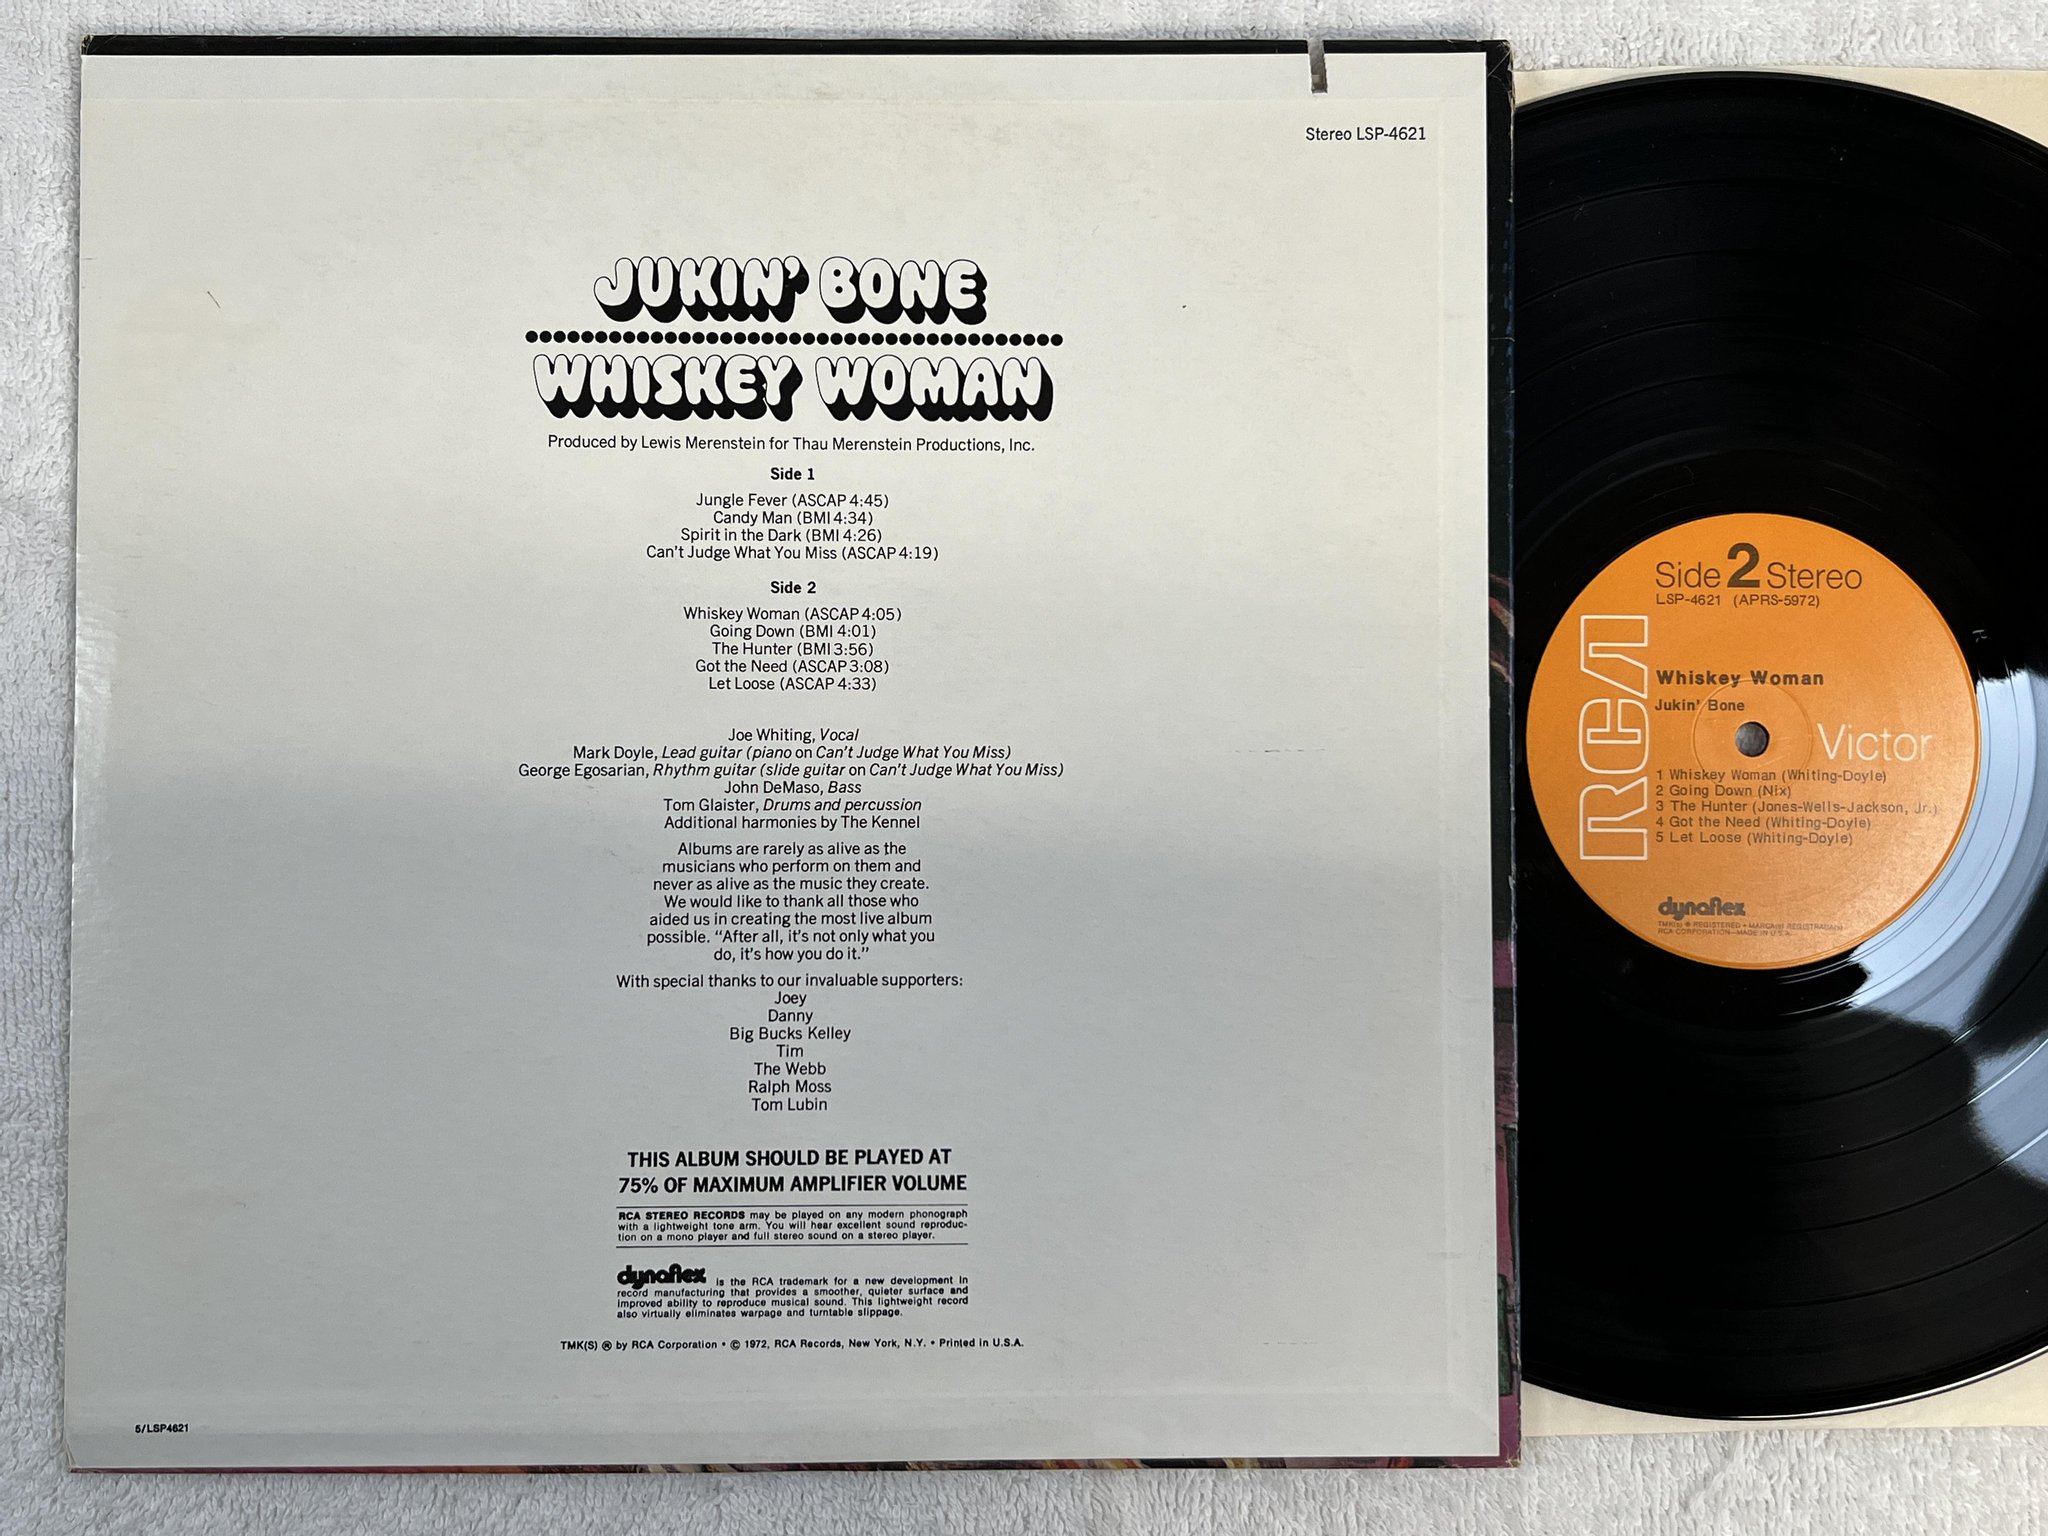 Stereo LSP-4621
JUKIN' BONE
WHISKEY WOMAN
Produced by Lewis Merenstein for Thau Merenstein Productions, Inc.
Side 1
Jungle Fever (ASCAP 4:45)
Candy Man (BMI 4:34)
Spirit in the Dark (BMI 4:26)
Can't Judge What You Miss (ASCAP 4:19)
Side 2
Whiskey Woman (ASCAP 4:05)
Going Down (BMI 4:01)
The Hunter (BMI 3:56)
Got the Need (ASCAP 3:08)
Let Loose (ASCAP 4:33)
Joe Whiting, Vocal
Mark Doyle, Lead guitar (piano on Can't Judge What You Miss)
George Egosarian, Rhythm guitar (slide guitar on Can't Judge What You Miss)
John DeMaso, Bass
Tom Glaister, Drums and percussion
Additional harmonies by The Kennel
Albums are rarely as alive as the
musicians who perform on them and
never as alive as the music they create.
We would like to thank all those who
aided us in creating the most live album
possible. “After all, it's not only what you
do, it's how you do it.”
With special thanks to our invaluable supporters:
Joey
Danny
Big Bucks Kelley
Tim
The Webb
Ralph Moss
Tom Lubin
THIS ALBUM SHOULD BE PLAYED AT
75% OF MAXIMUM AMPLIFIER VOLUME
RCA STEREO RECORDS may be played on any modern phonograph
with a lightweight tone arm. You will hear excellent sound reproduc-
tion on a mono player and full stereo sound on a stereo player.
dynaflex is the RCA trademark for a new development in
record manufacturing that provides a smoother, quieter surface and
improved ability to reproduce musical sound. This lightweight record
also virtually eliminates warpage and turntable slippage.
TMK(S) ® by RCA Corporation • © 1972, RCA Records, New York, N.Y. • Printed in U.S.A.
5/LSP4621
Side 2 Stereo
LSP-4621 (APRS-5972)
RCA
Whiskey Woman
Jukin' Bone
Victor
1 Whiskey Woman (Whiting-Doyle)
2 Going Down (Nix)
3 The Hunter (Jones-Wells-Jackson, Jr.)
4 Got the Need (Whiting-Doyle)
5 Let Loose (Whiting-Doyle)
dynaflex
TMK(s) ® REGISTERED • MARCA(s) REGISTRADA(s)
RCA CORPORATION—MADE IN U.S.A.